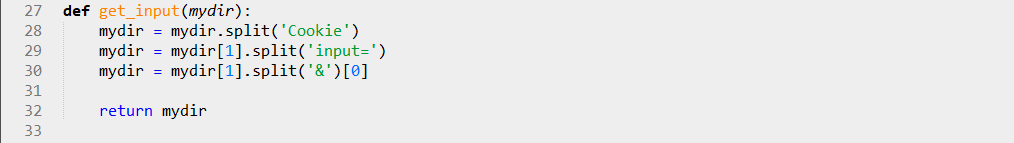 27 def get_input(mydir):
28     mydir = mydir.split('Cookie')
29     mydir = mydir[1].split('input=')
30     mydir = mydir[1].split('&')[0]
31
32     return mydir
33